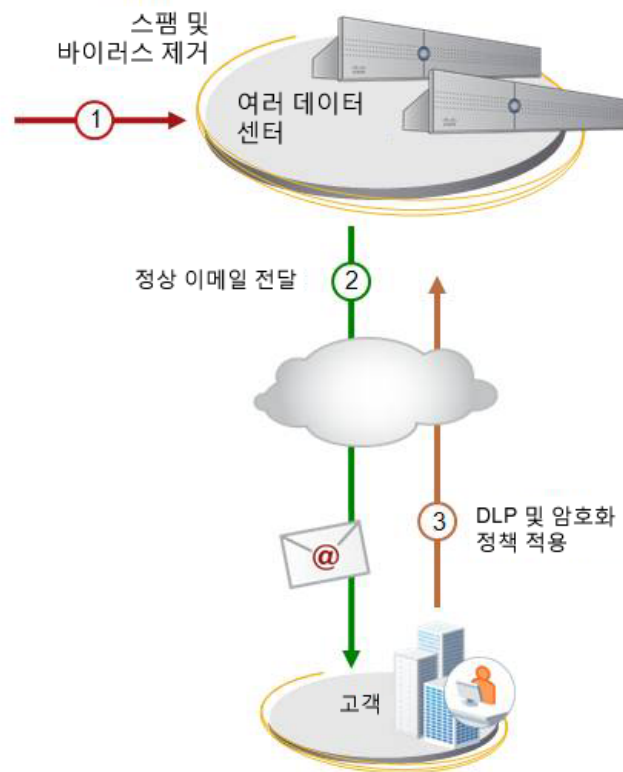 스팸 및
바이러스 제거
1
여러 데이터
센터
정상 이메일 전달
2
3
DLP 및 암호화
정책 적용
@
고객